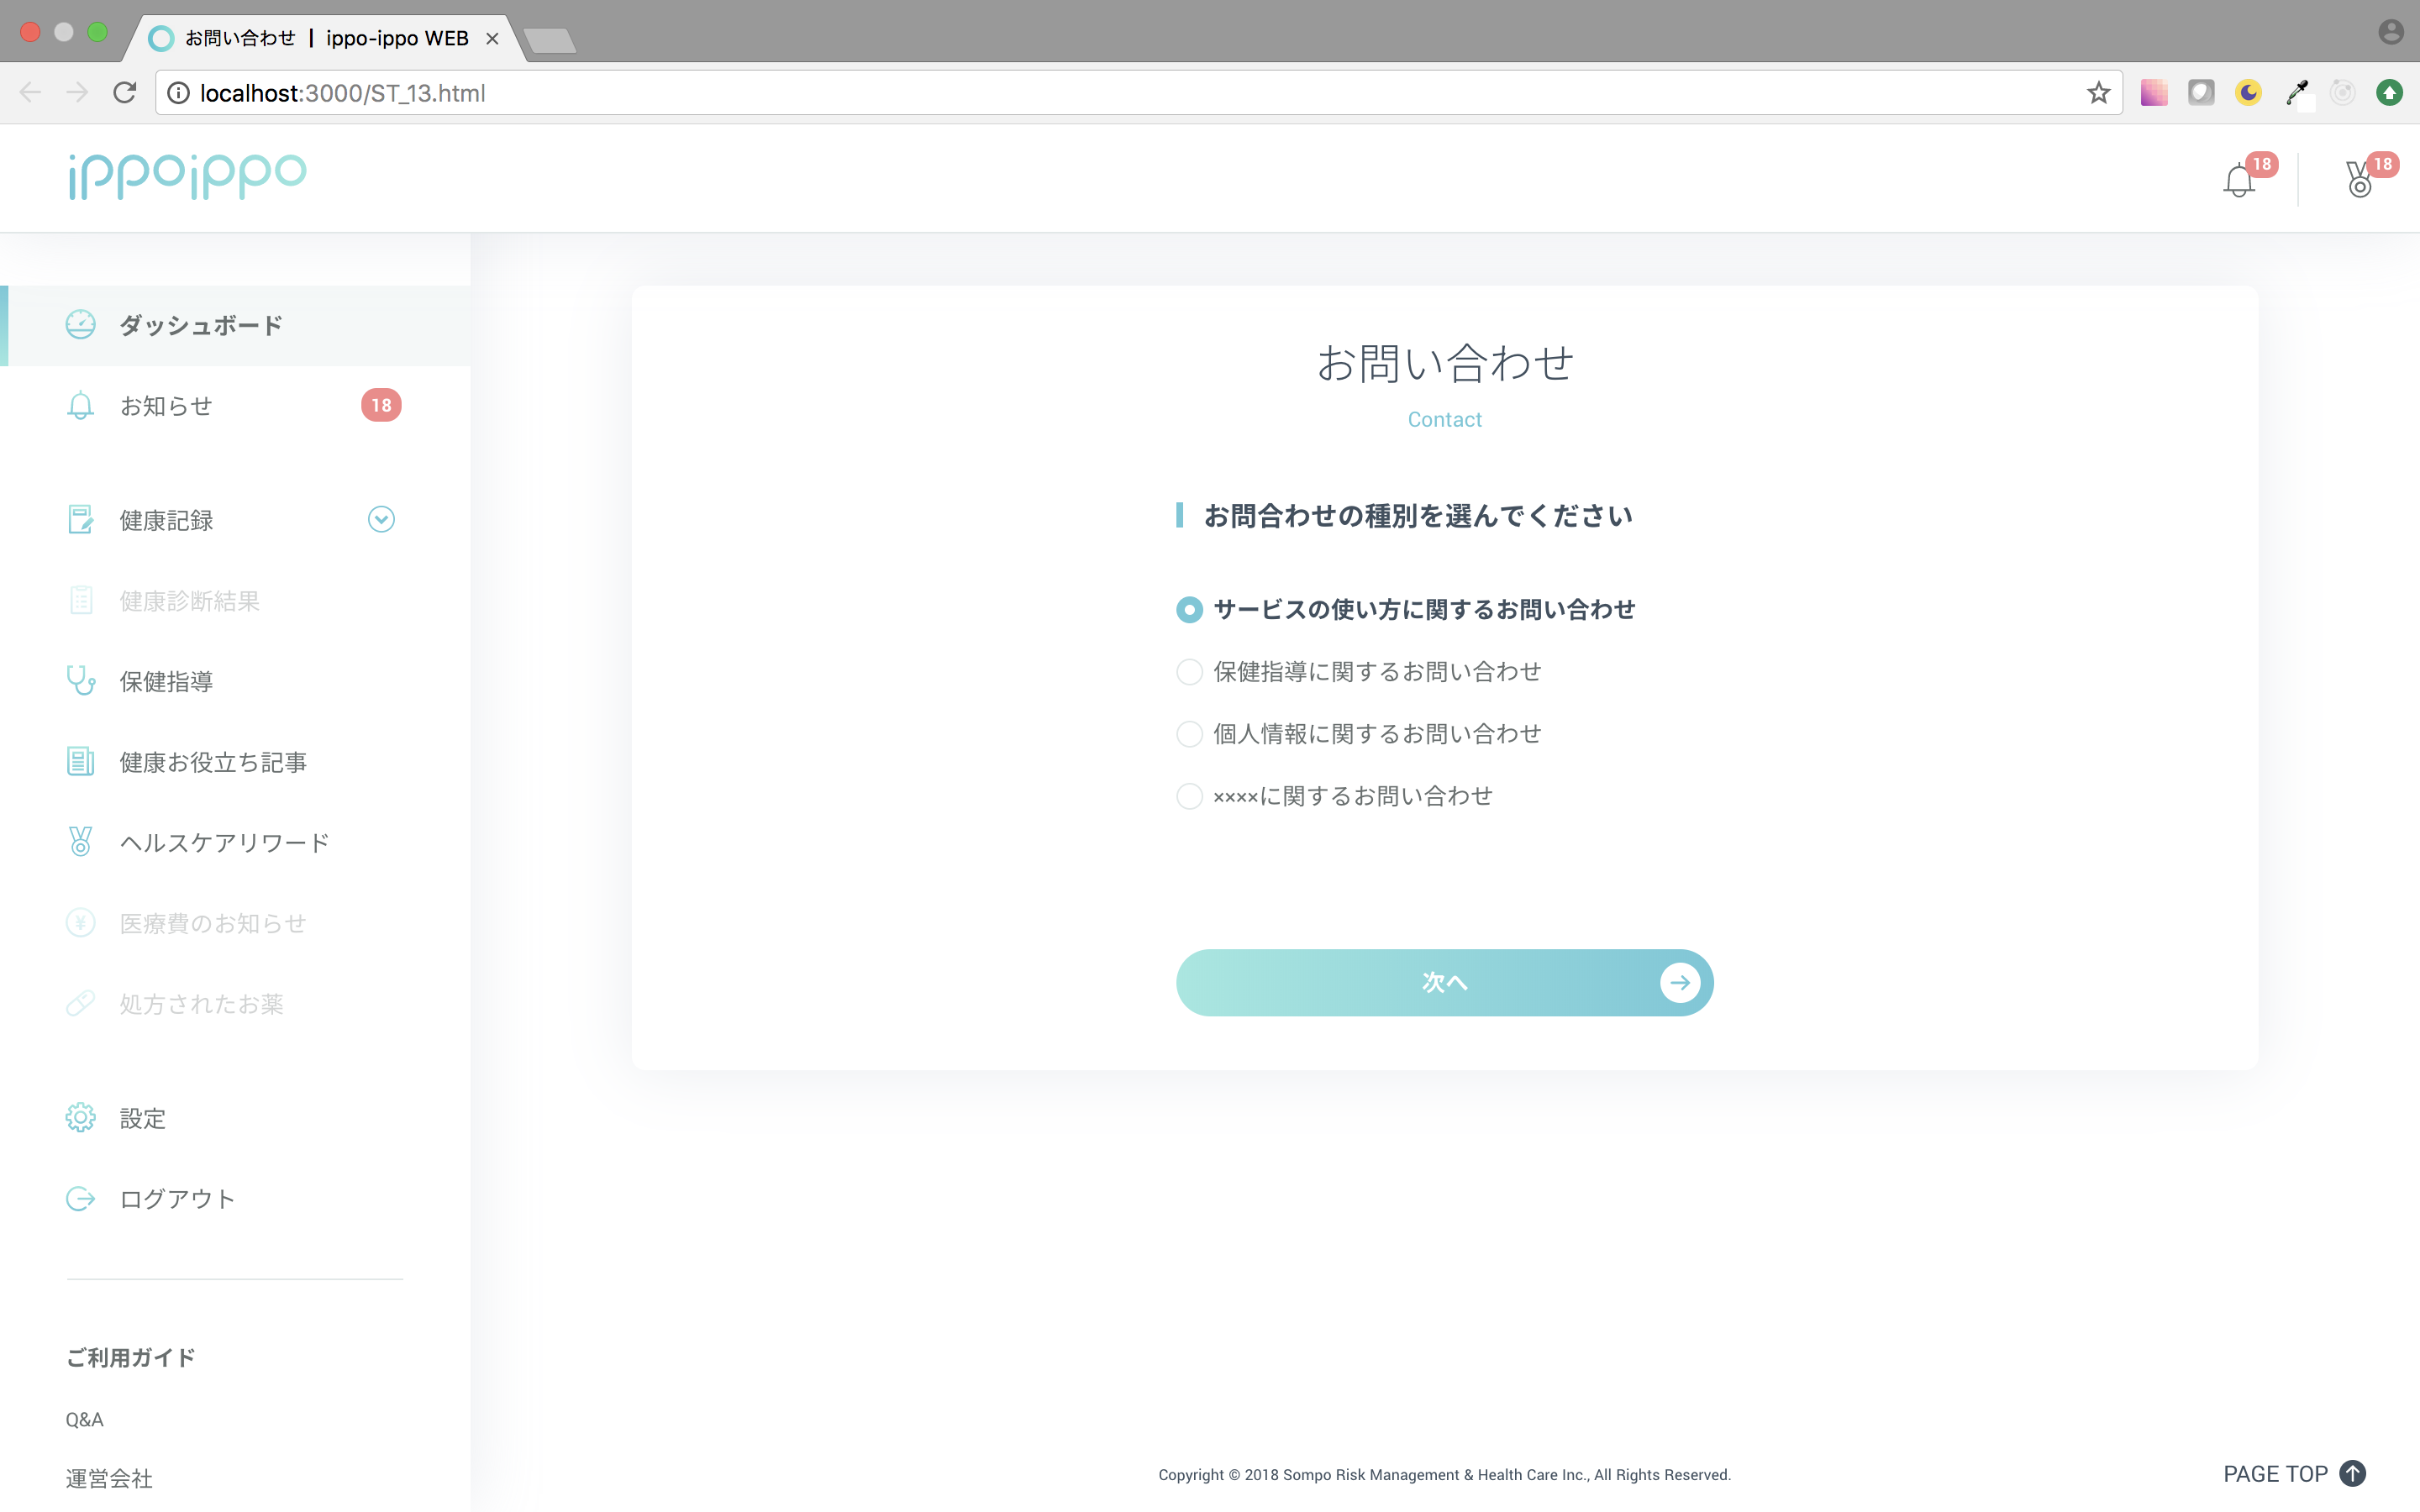 お問い合わせ | ippo-ippo WEB
localhost:3000/ST_13.html
ippoippo
18
18
ダッシュボード
お知らせ 18
健康記録
健康診断結果
保健指導
健康お役立ち記事
ヘルスケアリワード
医療費のお知らせ
処方されたお薬
設定
ログアウト
ご利用ガイド
Q&A
運営会社
お問い合わせ
Contact
お問合わせの種別を選んでください
サービスの使い方に関するお問い合わせ
保健指導に関するお問い合わせ
個人情報に関するお問い合わせ
××××に関するお問い合わせ
次へ
Copyright © 2018 Sompo Risk Management & Health Care Inc., All Rights Reserved.
PAGE TOP